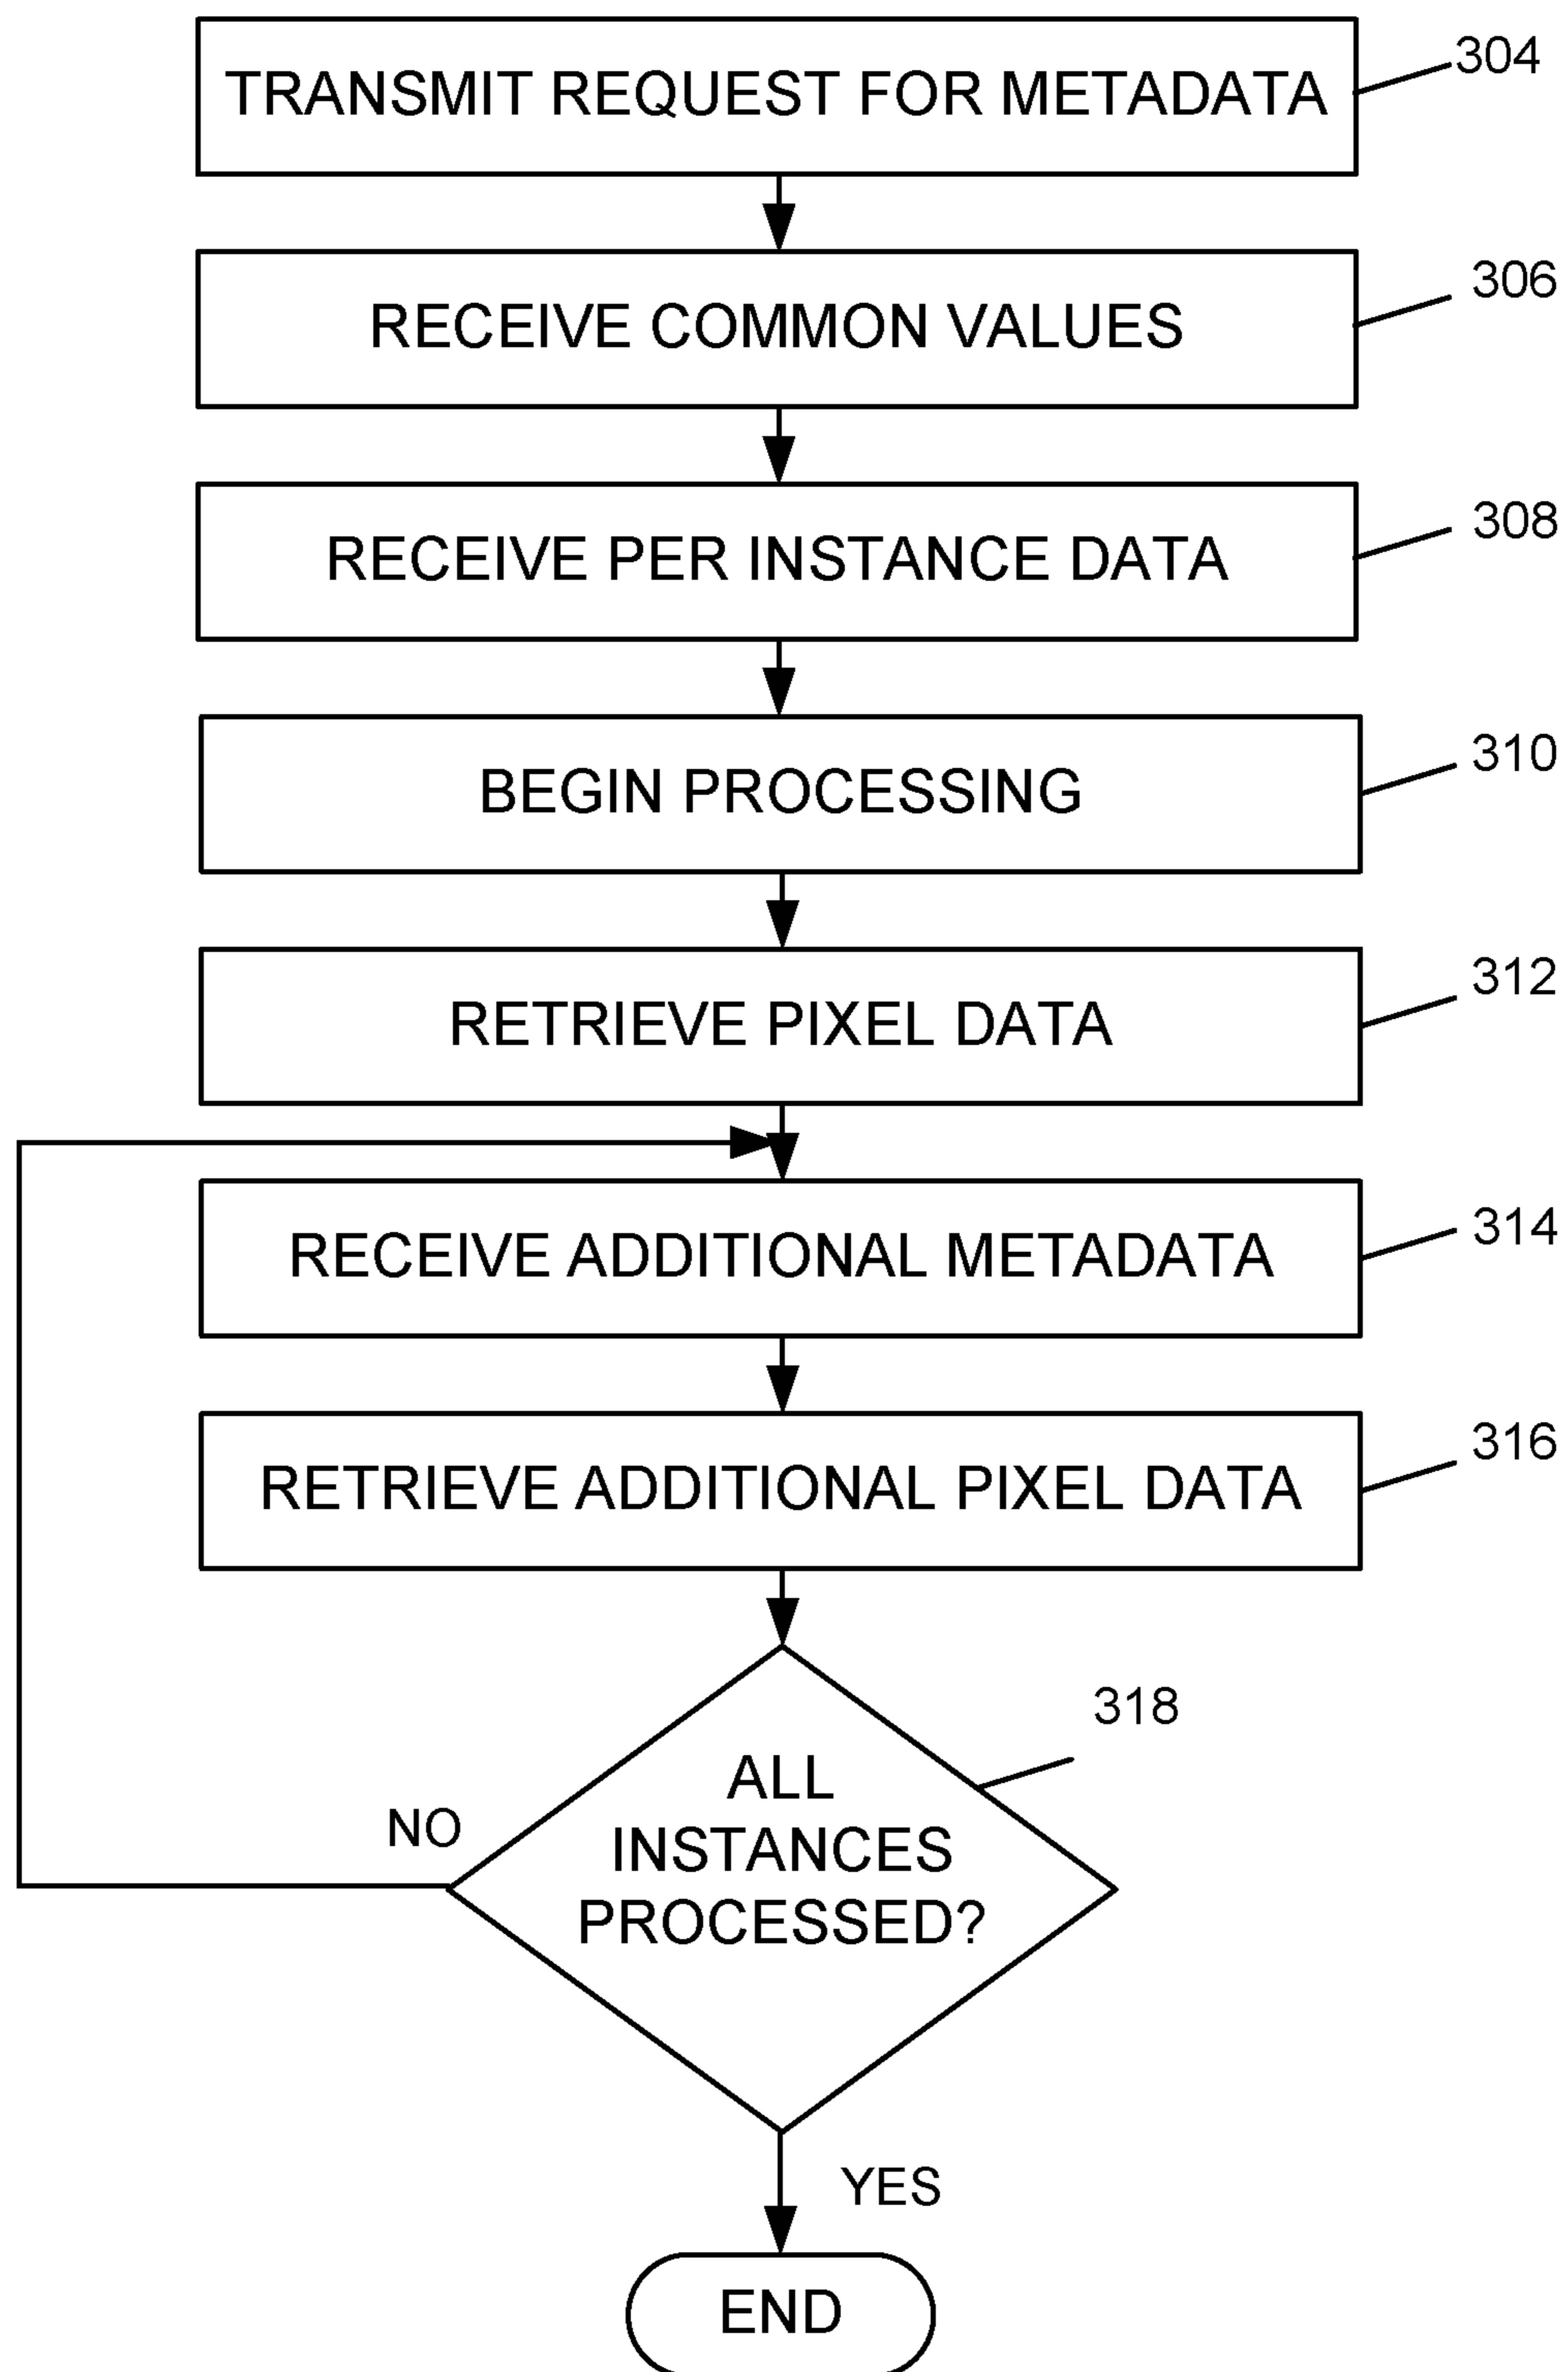 TRANSMIT REQUEST FOR METADATA
304
RECEIVE COMMON VALUES
306
RECEIVE PER INSTANCE DATA
308
BEGIN PROCESSING
310
RETRIEVE PIXEL DATA
312
RECEIVE ADDITIONAL METADATA
314
RETRIEVE ADDITIONAL PIXEL DATA
316
318
ALL
INSTANCES
PROCESSED?
NO
YES
END